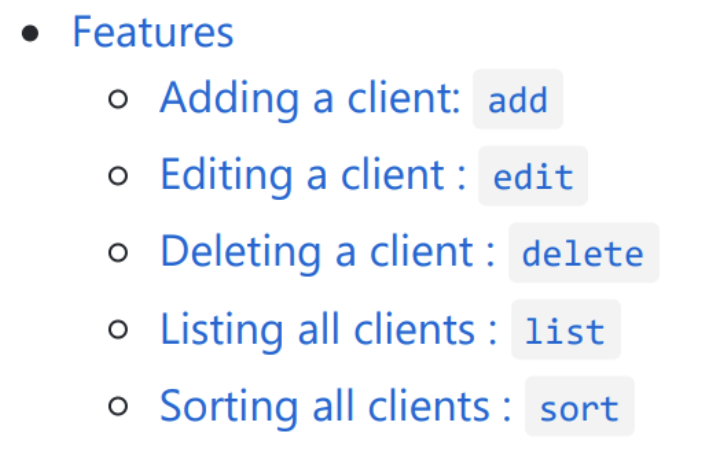 Features
Adding a client: add
Editing a client : edit
Deleting a client : delete
Listing all clients : list
Sorting all clients : sort